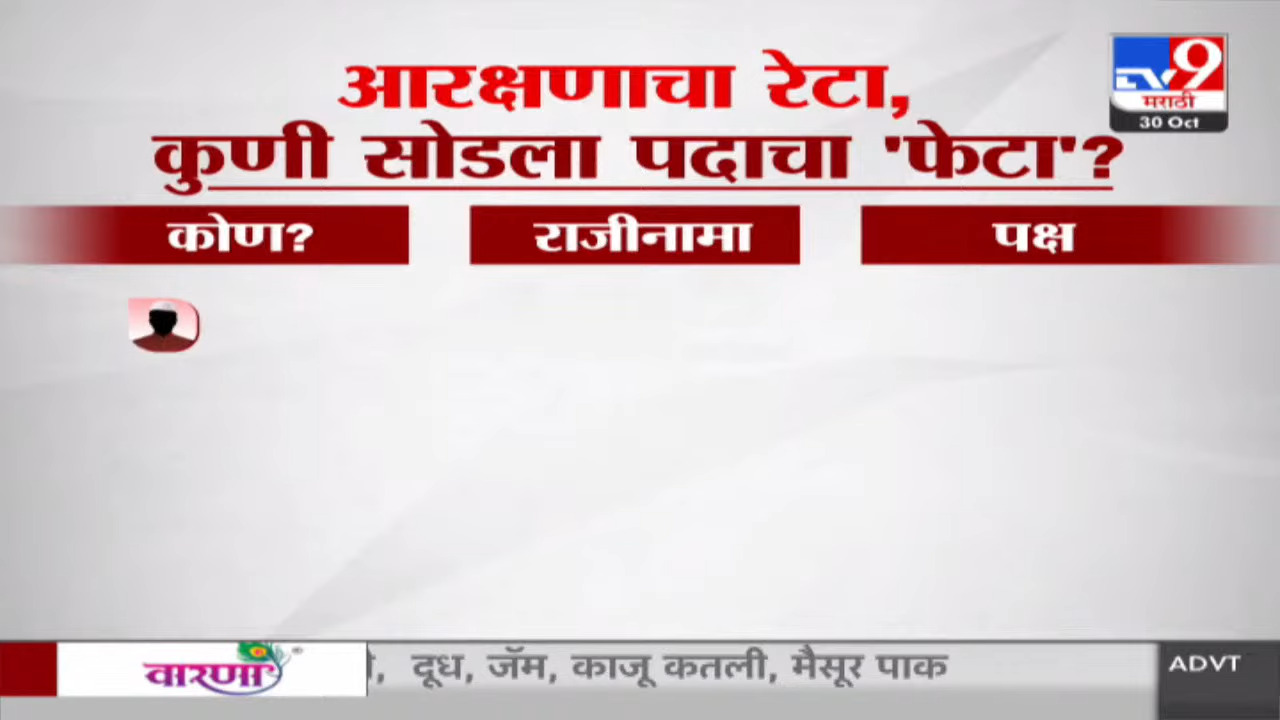 TV9
मराठी
30 Oct
आरक्षणाचा रेटा,
कुणी सोडला पदाचा 'फेटा'?
कोण? राजीनामा पक्ष
वारणा ® , दूध, जॅम, काजू कतली, मैसूर पाक ADVT